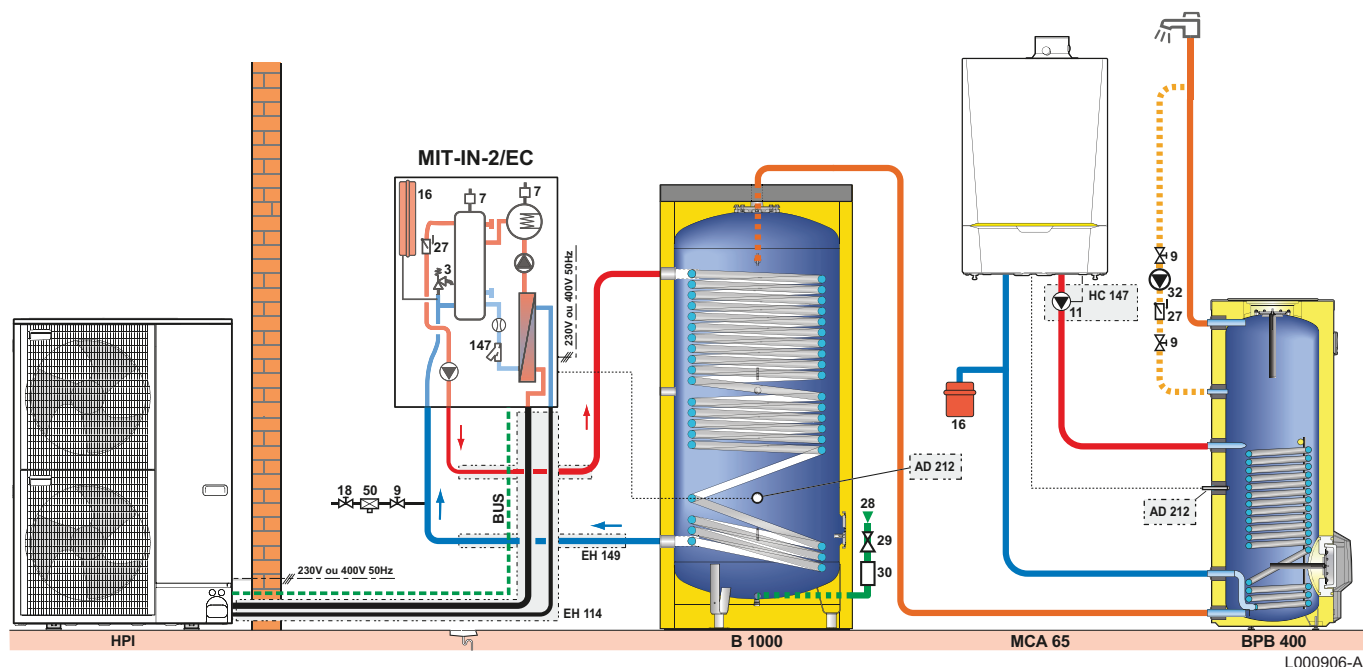 MIT-IN-2/EC
16
7
7
27
3
147
230V ou 400V 50Hz
9
32
27
9
HC 147
11
16
AD 212
AD 212
28
29
30
18
50
9
BUS
EH 149
230V ou 400V 50Hz
EH 114
HPI
B 1000
MCA 65
BPB 400
L000906-A